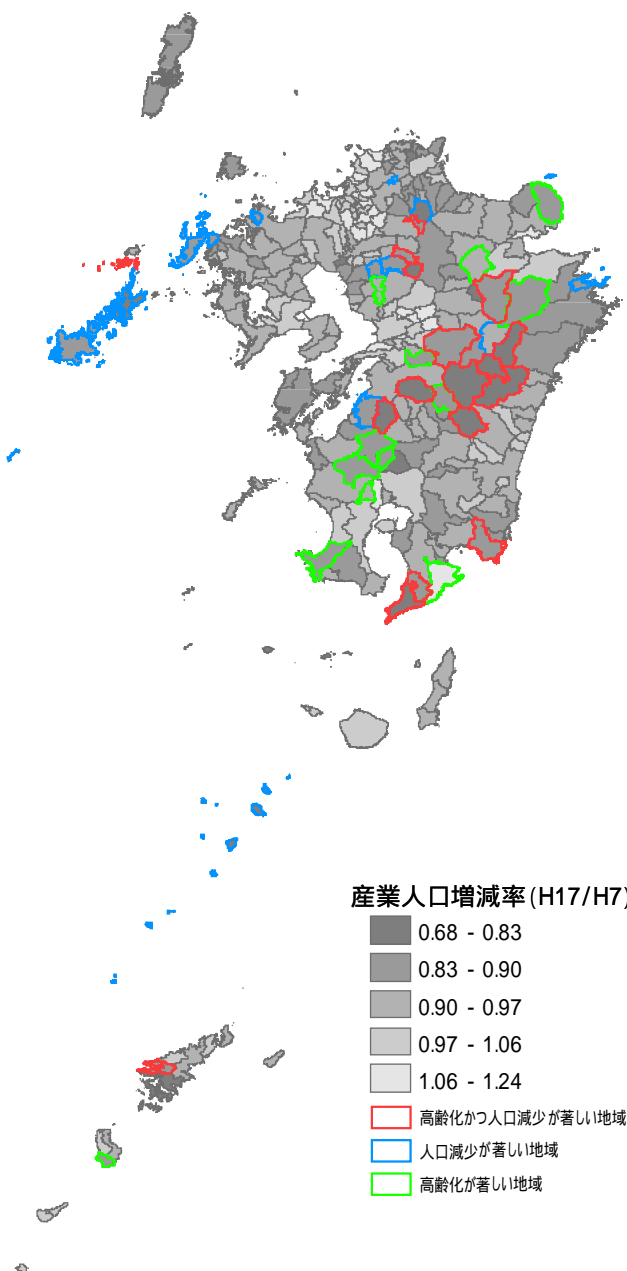 産業人口増減率(H17/H7)
0.68 - 0.83
0.83 - 0.90
0.90 - 0.97
0.97 - 1.06
1.06 - 1.24
高齢化かつ人口減少が著しい地域
人口減少が著しい地域
高齢化が著しい地域